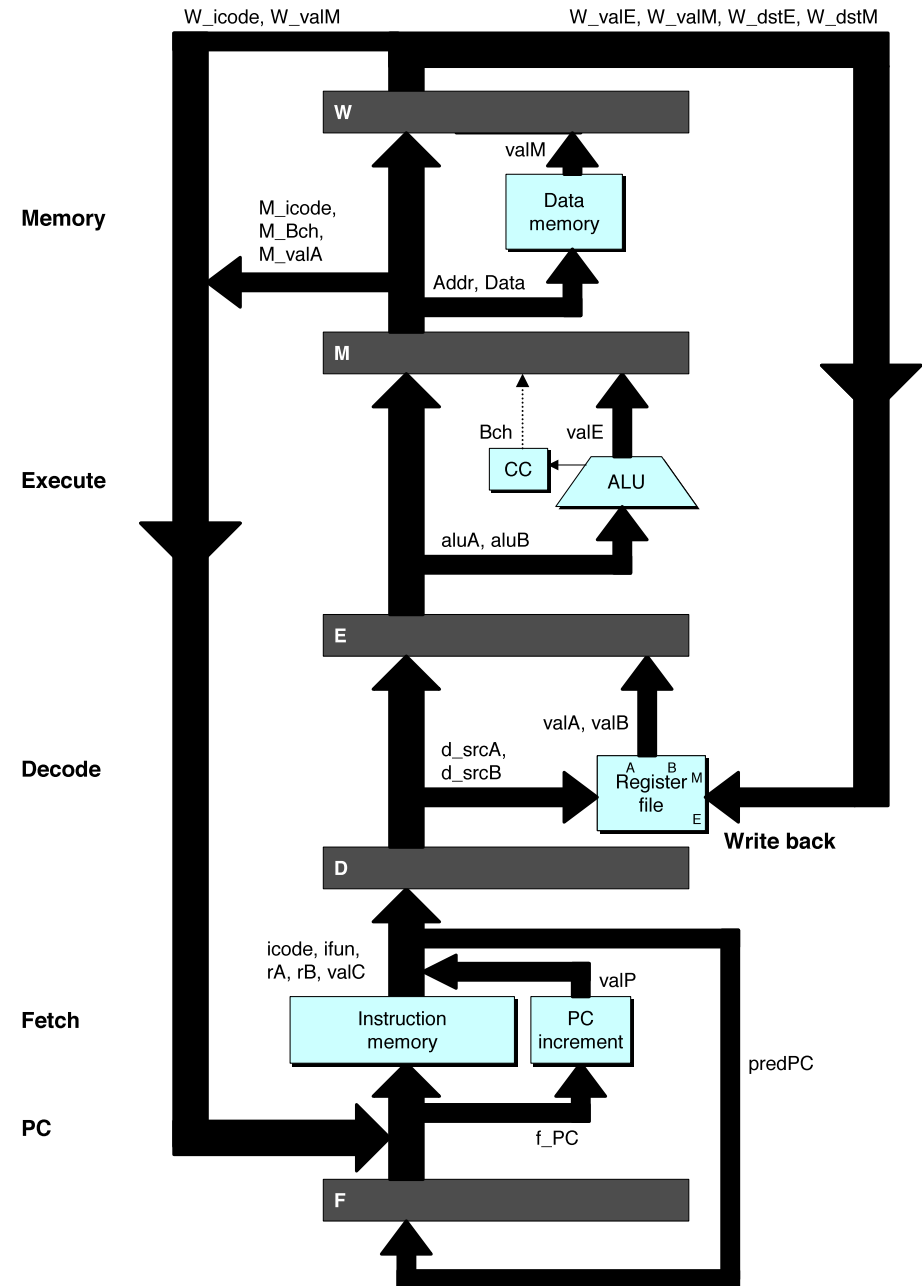 W_icode, W_valM
W_valE, W_valM, W_dstE, W_dstM
W
valM
Data
memory
Memory
M_icode,
M_Bch,
M_valA
Addr, Data
M
Bch
valE
CC
ALU
Execute
aluA, aluB
E
valA, valB
d_srcA,
d_srcB
Decode
A B
Register M
file
E
Write back
D
icode, ifun,
rA, rB, valC
valP
Fetch
Instruction
memory
PC
increment
predPC
PC
f_PC
F